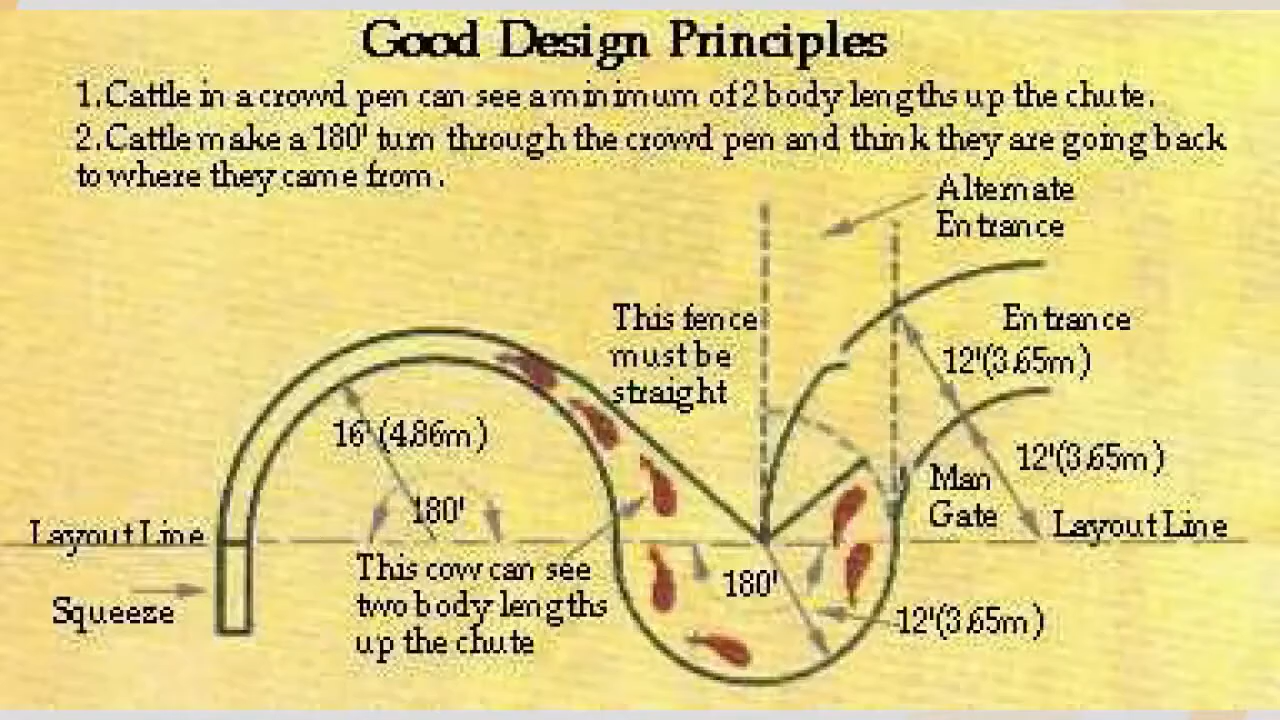 Good Design Principles
1.Cattle in a crowd pen can see a minimum of 2 body lengths up the chute.
2.Cattle make a 180' turn through the crowd pen and think they are going back
to where they came from.
Alternate
Entrance
This fence
must be
straight
Entrance
12'(3.65m)
16'(4.86m)
12'(3.65m)
Man
Gate
180'
Layout Line
Layout Line
This cow can see
two body lengths
up the chute
180'
Squeeze
12'(3.65m)